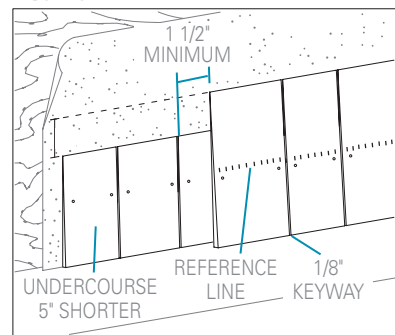 1 1/2"
MINIMUM
UNDERCOURSE
5" SHORTER
REFERENCE
LINE
1/8"
KEYWAY